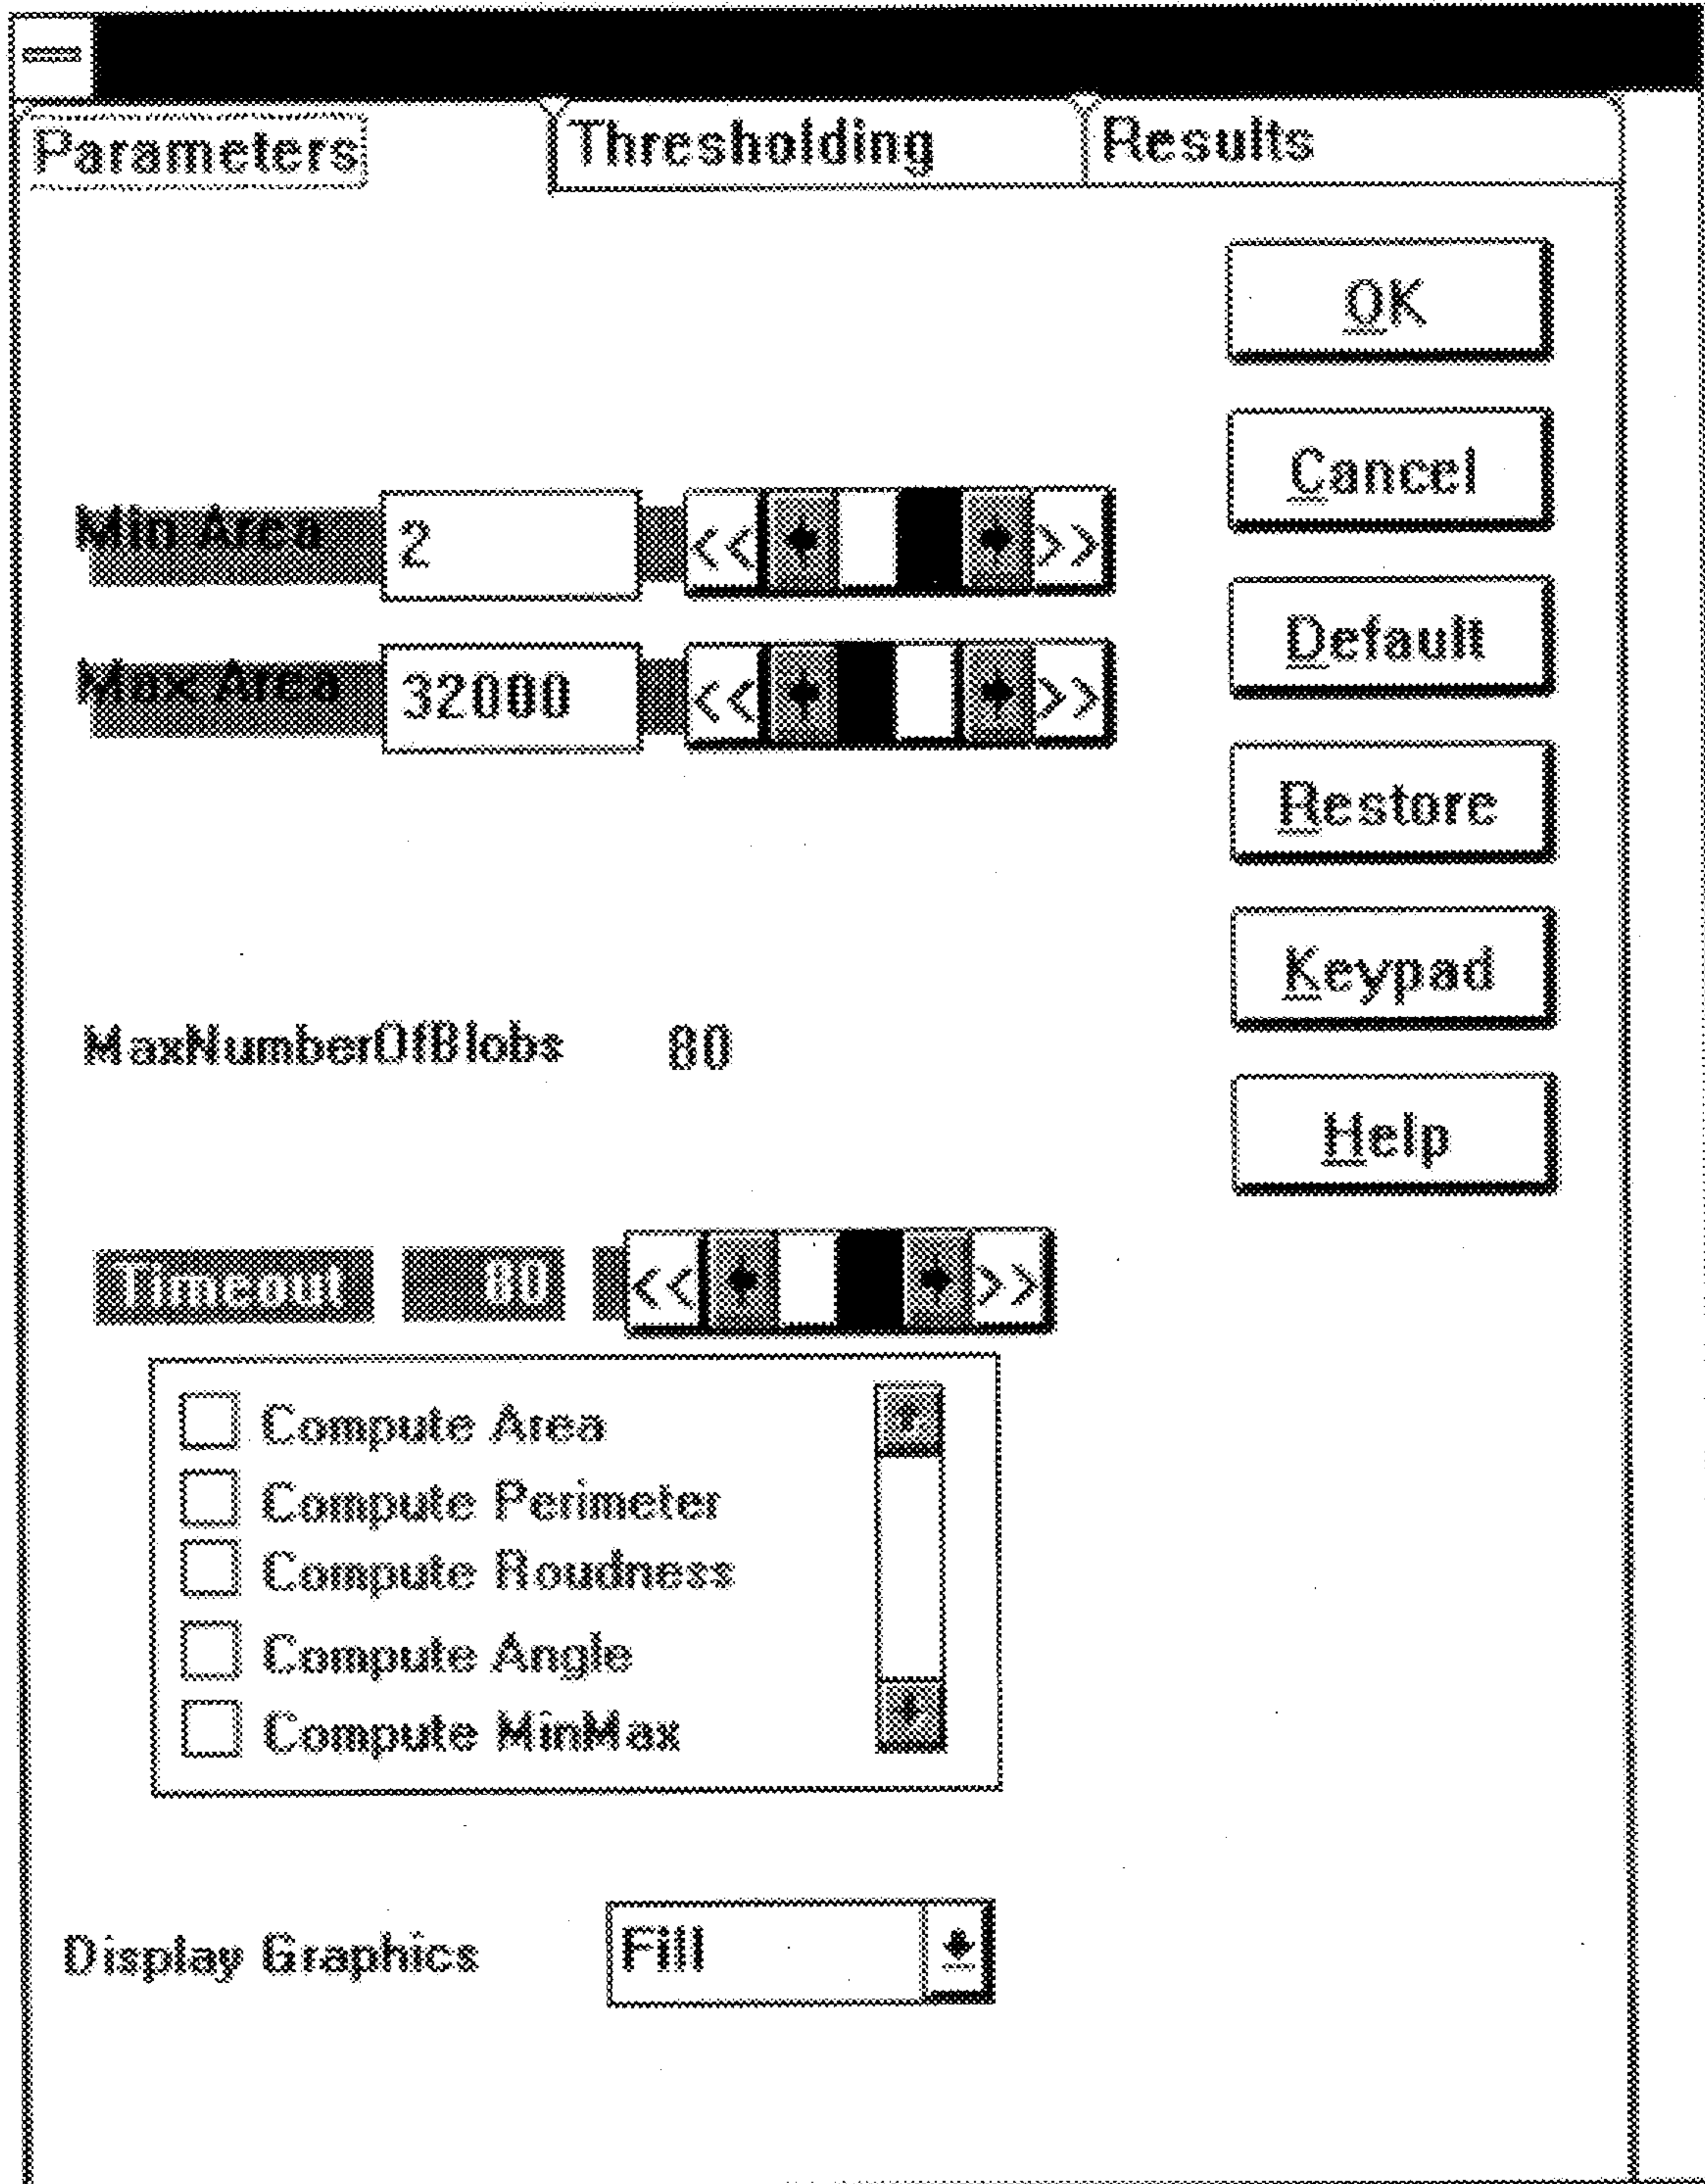 Parameters Thresholding Results
OK
Cancel
Min Area 2 << >>
Default
Max Area 32000 << >>
Restore
Keypad
MaxNumberOfBlobs 80
Help
Timeout 80 << >>
Compute Area
Compute Perimeter
Compute Roudness
Compute Angle
Compute MinMax
Display Graphics Fill